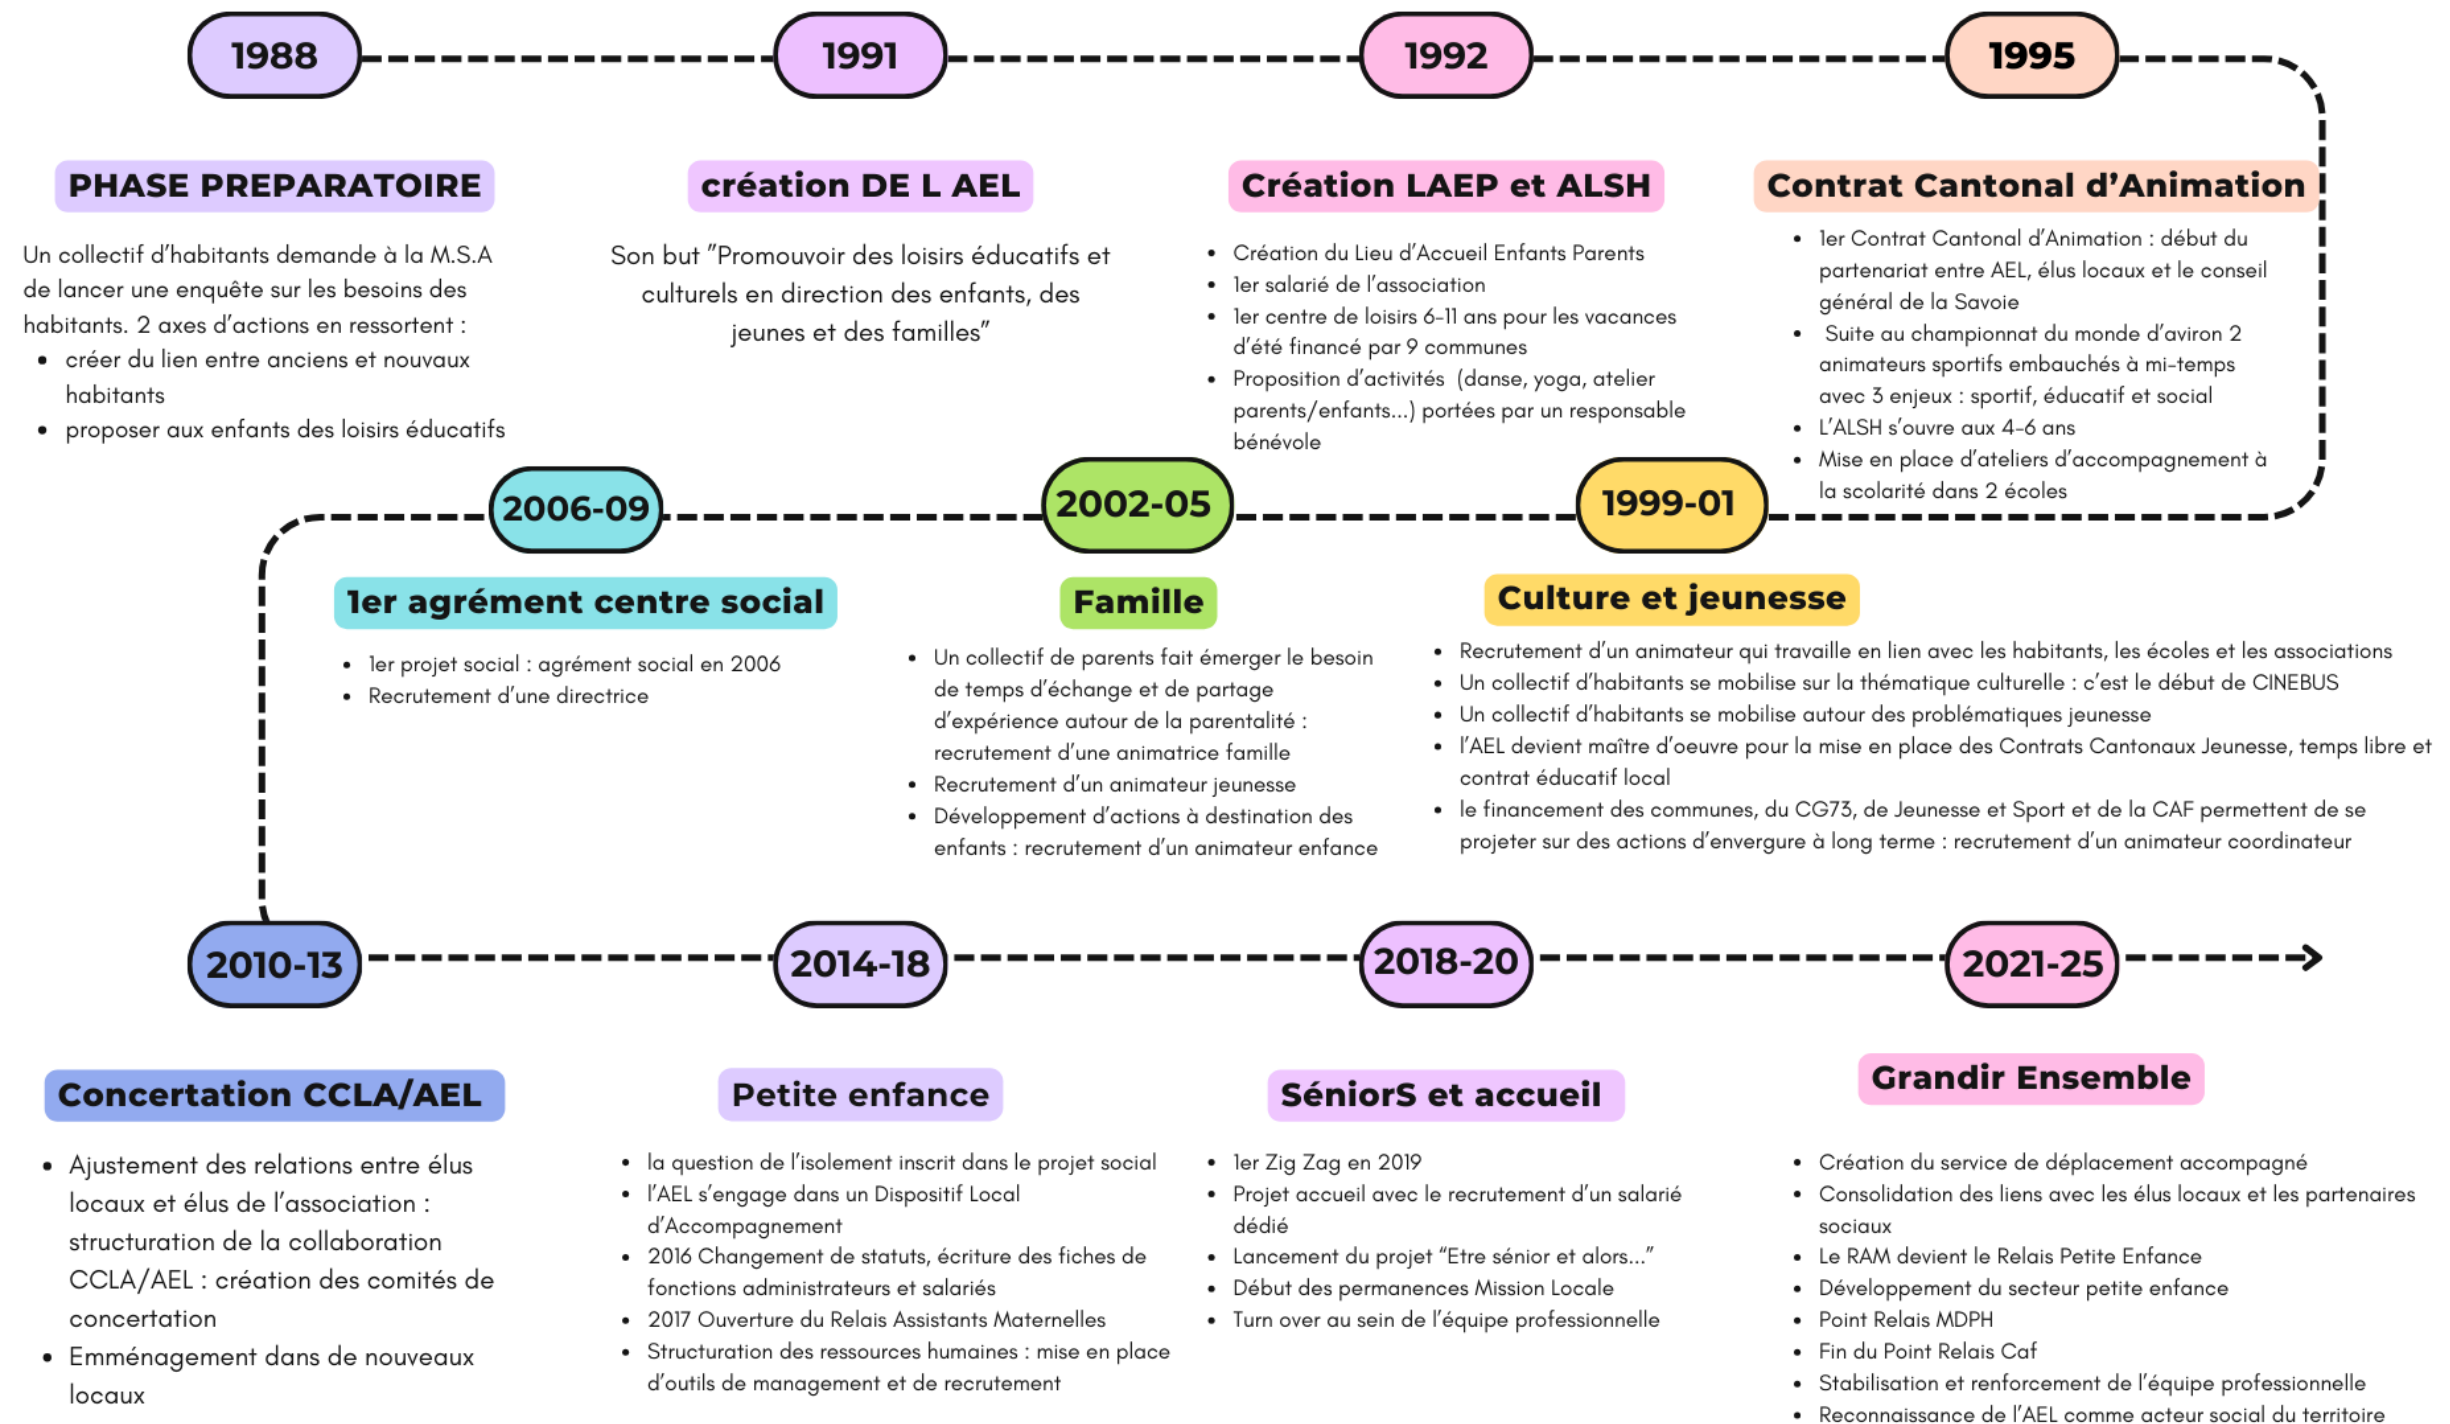 1988
1991
1992
1995
PHASE PREPARATOIRE
Un collectif d’habitants demande à la M.S.A
de lancer une enquête sur les besoins des
habitants. 2 axes d’actions en ressortent :
• créer du lien entre anciens et nouvaux
habitants
• proposer aux enfants des loisirs éducatifs
création DE L AEL
Son but "Promouvoir des loisirs éducatifs et
culturels en direction des enfants, des
jeunes et des familles"
Création LAEP et ALSH
• Création du Lieu d’Accueil Enfants Parents
• 1er salarié de l’association
• 1er centre de loisirs 6-11 ans pour les vacances
d’été financé par 9 communes
• Proposition d’activités (danse, yoga, atelier
parents/enfants...) portées par un responsable
bénévole
Contrat Cantonal d’Animation
• 1er Contrat Cantonal d’Animation : début du
partenariat entre AEL, élus locaux et le conseil
général de la Savoie
• Suite au championnat du monde d’aviron 2
animateurs sportifs embauchés à mi-temps
avec 3 enjeux : sportif, éducatif et social
• L’ALSH s’ouvre aux 4-6 ans
• Mise en place d’ateliers d’accompagnement à
la scolarité dans 2 écoles
1999-01
2002-05
2006-09
Culture et jeunesse
• Recrutement d’un animateur qui travaille en lien avec les habitants, les écoles et les associations
• Un collectif d’habitants se mobilise sur la thématique culturelle : c’est le début de CINEBUS
• Un collectif d’habitants se mobilise autour des problématiques jeunesse
• l’AEL devient maître d’oeuvre pour la mise en place des Contrats Cantonaux Jeunesse, temps libre et
contrat éducatif local
• le financement des communes, du CG73, de Jeunesse et Sport et de la CAF permettent de se
projeter sur des actions d’envergure à long terme : recrutement d’un animateur coordinateur
Famille
• Un collectif de parents fait émerger le besoin
de temps d’échange et de partage
d’expérience autour de la parentalité :
recrutement d’une animatrice famille
• Recrutement d’un animateur jeunesse
• Développement d’actions à destination des
enfants : recrutement d’un animateur enfance
1er agrément centre social
• 1er projet social : agrément social en 2006
• Recrutement d’une directrice
2010-13
2014-18
2018-20
2021-25
Concertation CCLA/AEL
• Ajustement des relations entre élus
locaux et élus de l’association :
structuration de la collaboration
CCLA/AEL : création des comités de
concertation
• Emménagement dans de nouveaux
locaux
Petite enfance
• la question de l’isolement inscrit dans le projet social
• l’AEL s’engage dans un Dispositif Local
d’Accompagnement
• 2016 Changement de statuts, écriture des fiches de
fonctions administrateurs et salariés
• 2017 Ouverture du Relais Assistants Maternelles
• Structuration des ressources humaines : mise en place
d’outils de management et de recrutement
SéniorS et accueil
• 1er Zig Zag en 2019
• Projet accueil avec le recrutement d’un salarié
dédié
• Lancement du projet “Etre sénior et alors...”
• Début des permanences Mission Locale
• Turn over au sein de l’équipe professionnelle
Grandir Ensemble
• Création du service de déplacement accompagné
• Consolidation des liens avec les élus locaux et les partenaires
sociaux
• Le RAM devient le Relais Petite Enfance
• Développement du secteur petite enfance
• Point Relais MDPH
• Fin du Point Relais Caf
• Stabilisation et renforcement de l’équipe professionnelle
• Reconnaissance de l’AEL comme acteur social du territoire